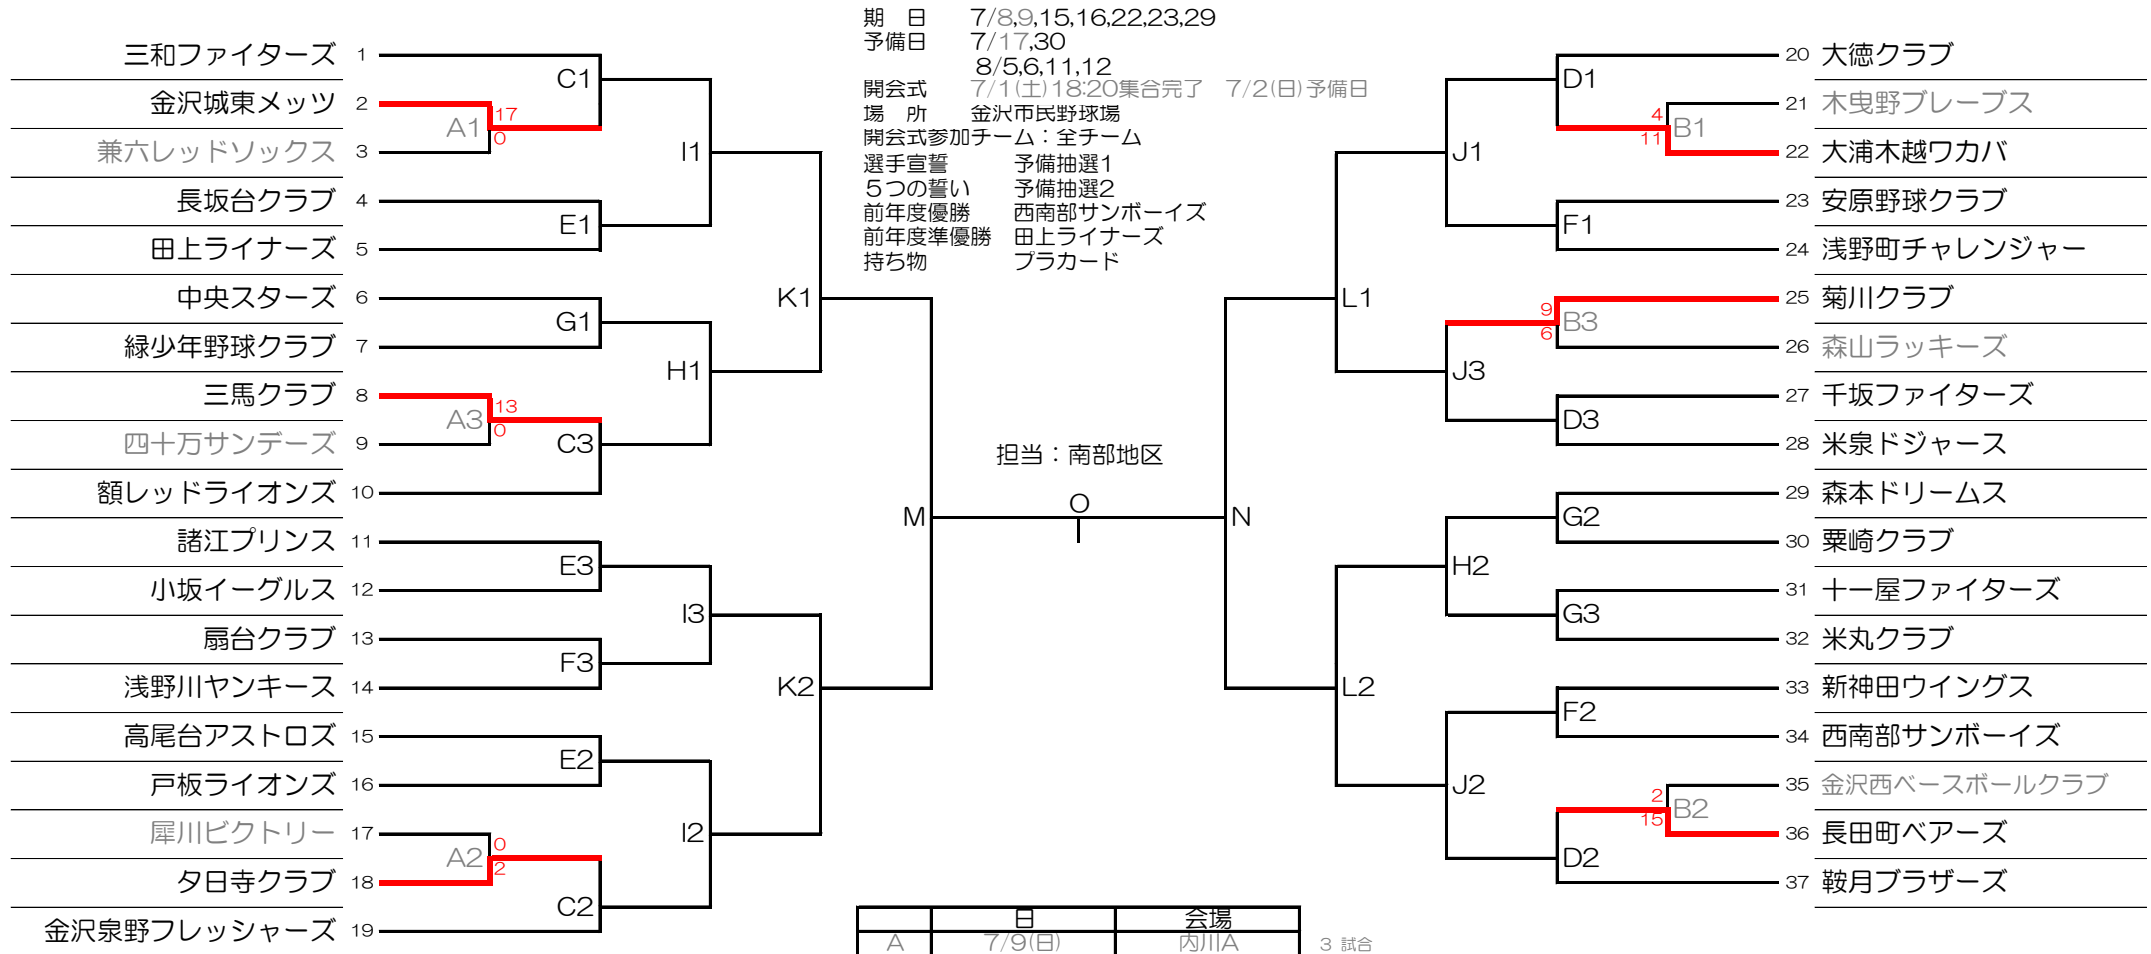 期　日　7/8,9,15,16,22,23,29
予備日　7/17,30
8/5,6,11,12
開会式　7/1(土)18:20集合完了　7/2(日)予備日
場　所　金沢市民野球場
開会式参加チーム：全チーム
選手宣誓　予備抽選1
５つの誓い　予備抽選2
前年度優勝　西南部サンボーイズ
前年度準優勝　田上ライナーズ
持ち物　プラカード
三和ファイターズ 1
金沢城東メッツ 2
兼六レッドソックス 3
長坂台クラブ 4
田上ライナーズ 5
中央スターズ 6
緑少年野球クラブ 7
三馬クラブ 8
四十万サンデーズ 9
額レッドライオンズ 10
諸江プリンス 11
小坂イーグルス 12
扇台クラブ 13
浅野川ヤンキース 14
高尾台アストロズ 15
戸板ライオンズ 16
犀川ビクトリー 17
夕日寺クラブ 18
金沢泉野フレッシャーズ 19
A1 17 0
A3 13 0
A2 0 2
C1
E1
G1
C3
E3
F3
E2
C2
I1
H1
I3
I2
K1
K2
M
担当：南部地区
O
N
L1
L2
J1
J3
H2
J2
D1
F1
B3 9 6
D3
G2
G3
F2
D2
B1 4 11
B2 2 15
20 大徳クラブ
21 木曳野ブレーブス
22 大浦木越ワカバ
23 安原野球クラブ
24 浅野町チャレンジャー
25 菊川クラブ
26 森山ラッキーズ
27 千坂ファイターズ
28 米泉ドジャース
29 森本ドリームス
30 粟崎クラブ
31 十一屋ファイターズ
32 米丸クラブ
33 新神田ウイングス
34 西南部サンボーイズ
35 金沢西ベースボールクラブ
36 長田町ベアーズ
37 鞍月ブラザーズ
日 会場
A 7/9(日) 内川A 3 試合